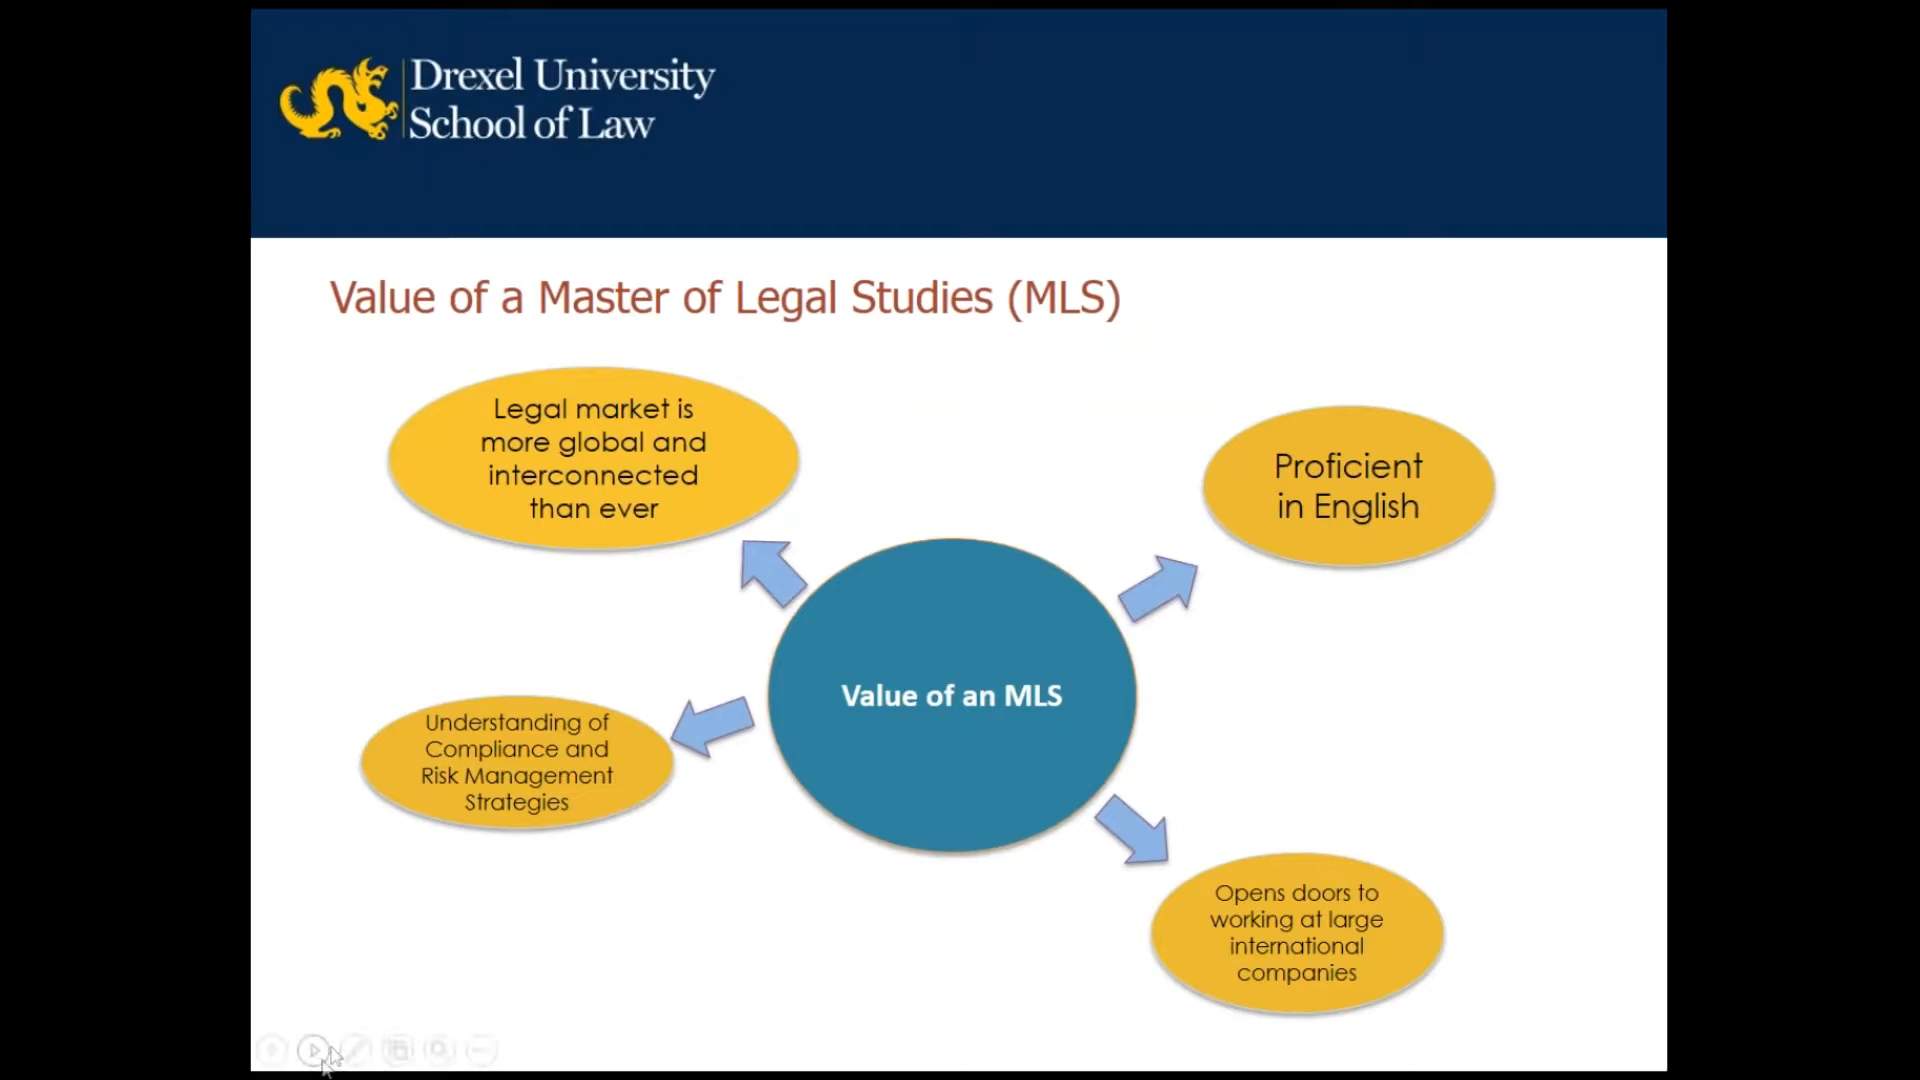 Drexel University
School of Law
Value of a Master of Legal Studies (MLS)
Legal market is
more global and
interconnected
than ever
Proficient
in English
Value of an MLS
Understanding of
Compliance and
Risk Management
Strategies
Opens doors to
working at large
international
companies